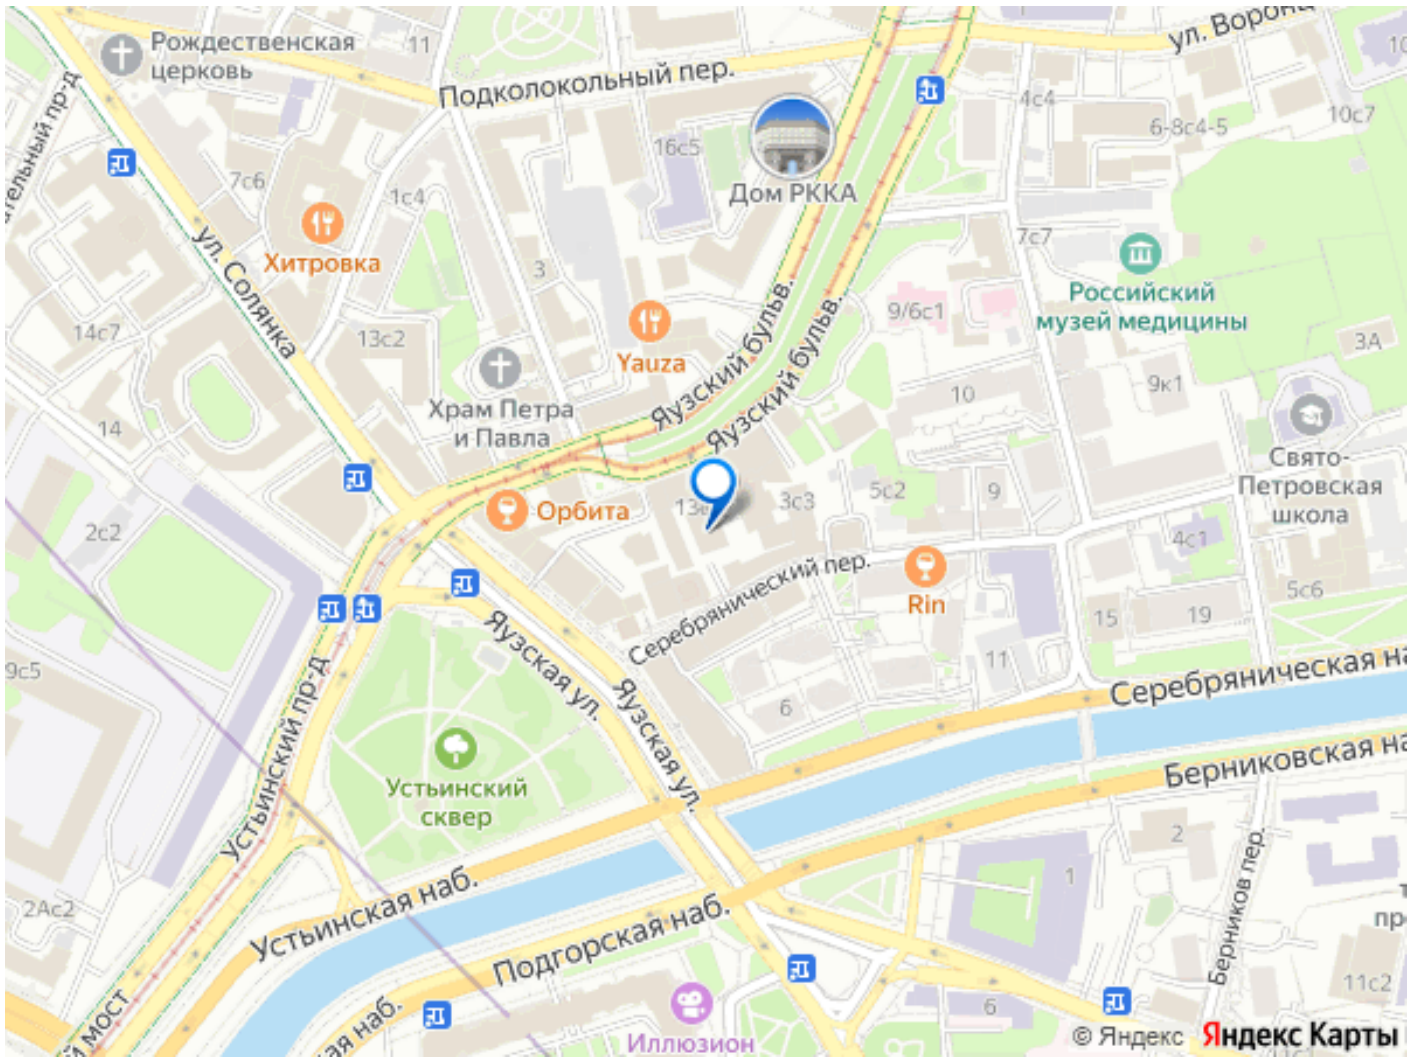 Рождественская
церковь
11
Подколокольный пер.
ул. Воронц
4с4
10с7
6-8с4-5
16с5
7с6
1с4
Дом РККА
ул. Солянка
Хитровка
3
7с7
Российский
музей медицины
9/6с1
14с7
13с2
Yauza
Яузский бульв.
Яузский бульв.
3А
9к1
10
Храм Петра
и Павла
14
Свято-
Петровская
школа
2с2
Орбита
3с3
5с2
9
4с1
Серебрянический пер.
Rin
5с6
15
19
9с5
Яузская ул.
Яузская ул.
11
6
Серебряническая на
Устьинский пр-д
Устьинский
сквер
Берниковская на
2
1
Берников пер.
2Ас2
Устьинская наб.
Подгорская наб.
11с2
6
Иллюзион
© Яндекс Яндекс Карты